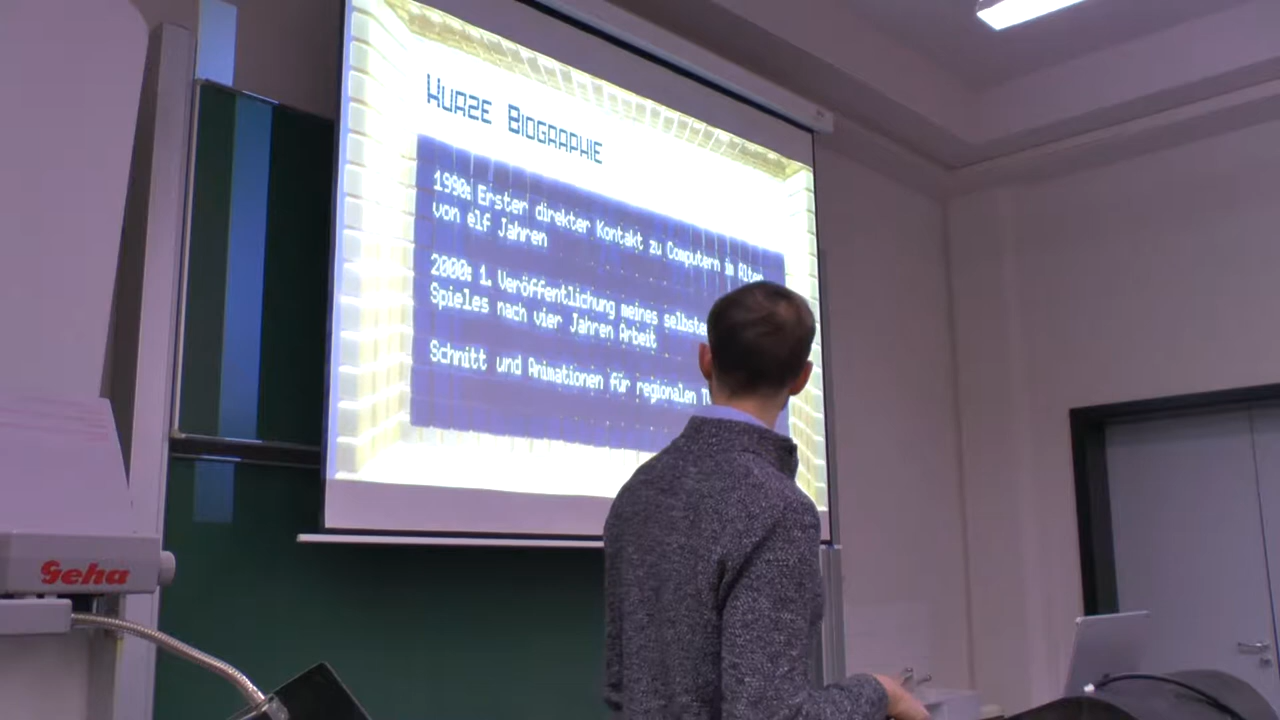 Kurze Biographie
1990: Erster direkter Kontakt zu Computern im Alter
von elf Jahren
2000: 1. Veröffentlichung meines
Spieles nach vier Jahren Arbeit
Schnitt und Animationen für regionalen
Geha